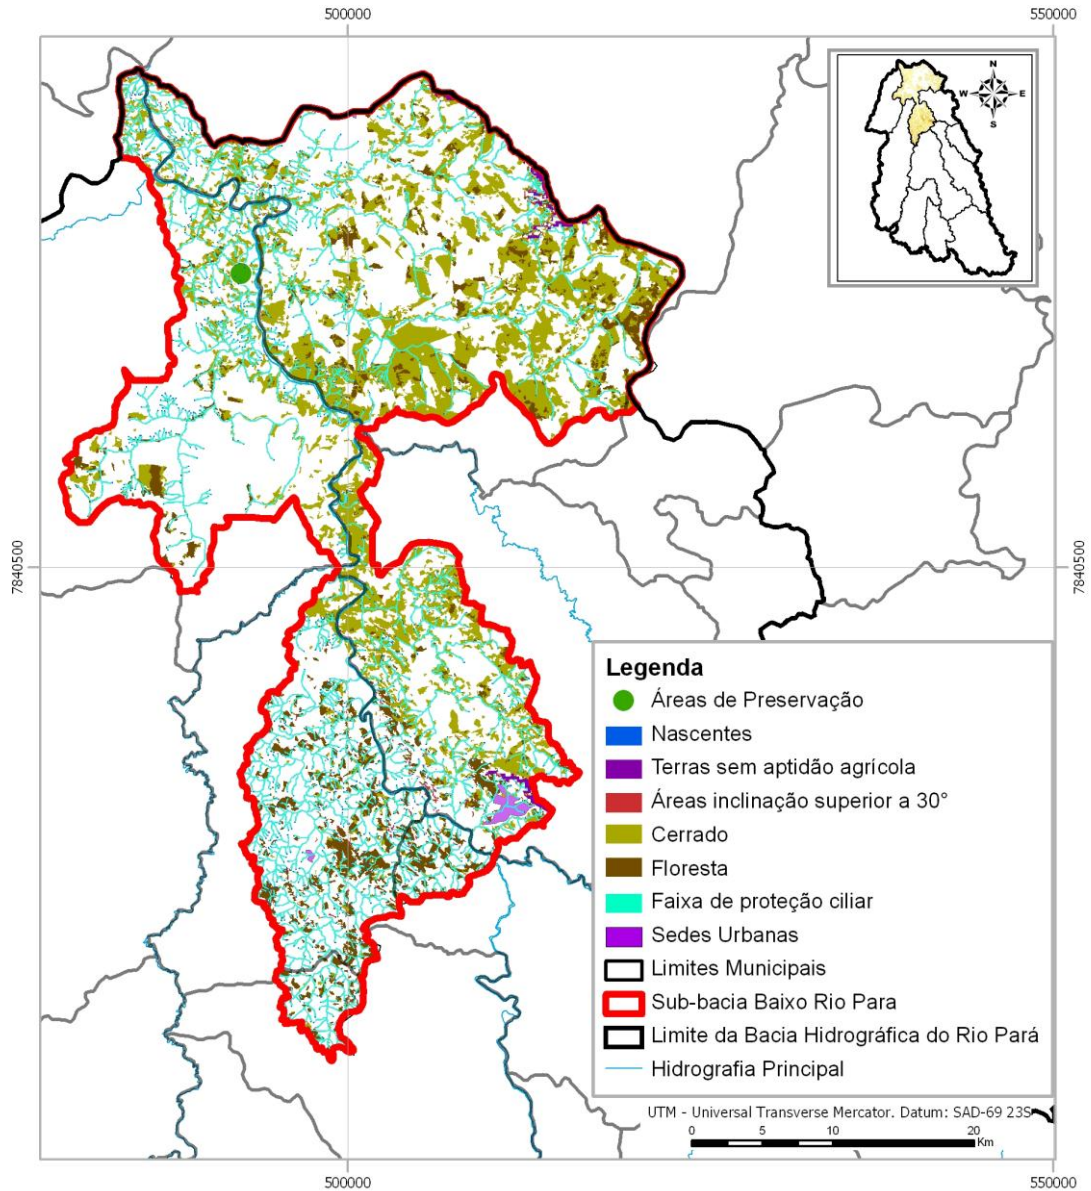 500000
550000
N
W
E
S
7840500
7840500
Legenda
Áreas de Preservação
Nascentes
Terras sem aptidão agrícola
Áreas inclinação superior a 30°
Cerrado
Floresta
Faixa de proteção ciliar
Sedes Urbanas
Limites Municipais
Sub-bacia Baixo Rio Para
Limite da Bacia Hidrográfica do Rio Pará
Hidrografia Principal
UTM - Universal Transverse Mercator. Datum: SAD-69 23S
0 5 10 20
Km
500000
550000